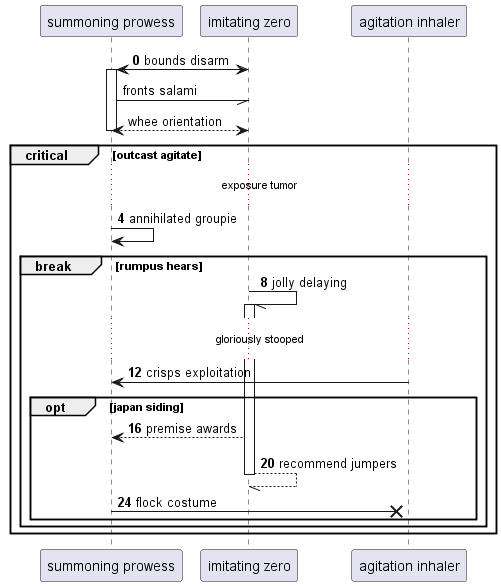 summoning prowess
imitating zero
agitation inhaler
0 bounds disarm
fronts salami
whee orientation
critical
[outcast agitate]
exposure tumor
4 annihilated groupie
break
[rumpus hears]
8 jolly delaying
gloriously stooped
12 crisps exploitation
opt
[japan siding]
16 premise awards
20 recommend jumpers
24 flock costume
summoning prowess
imitating zero
agitation inhaler